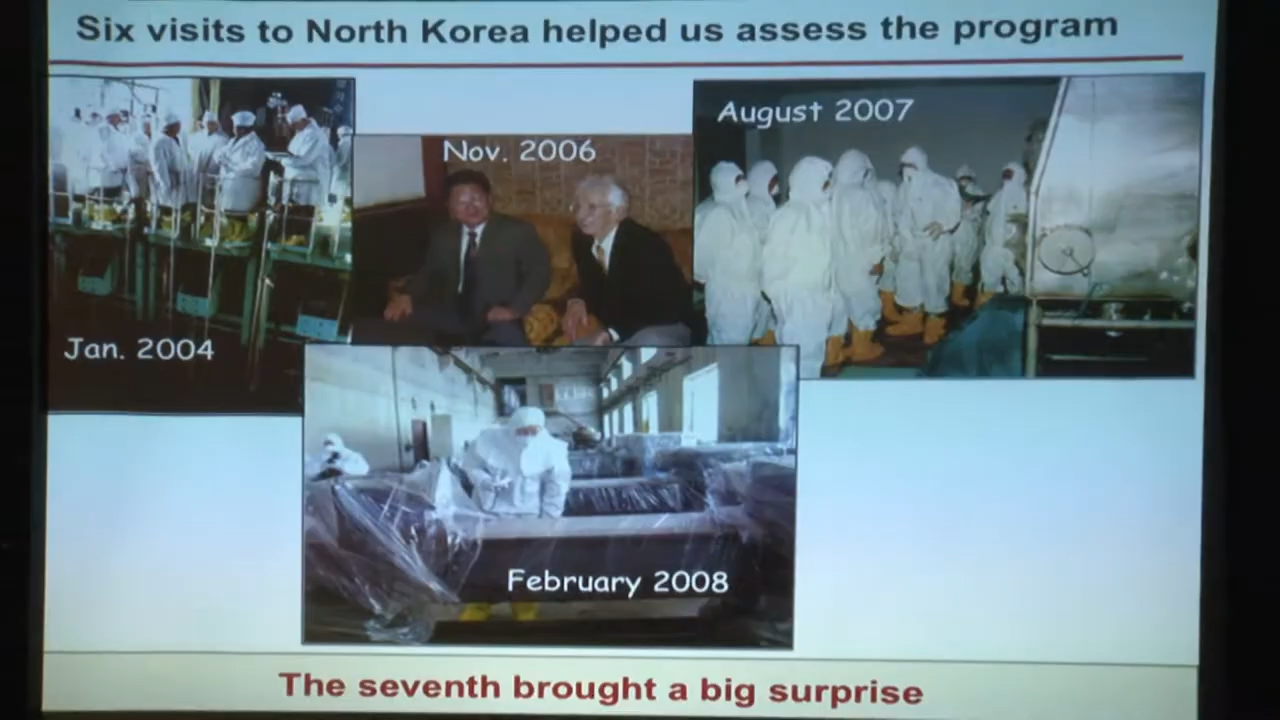 Six visits to North Korea helped us assess the program
August 2007
Nov. 2006
Jan. 2004
February 2008
The seventh brought a big surprise